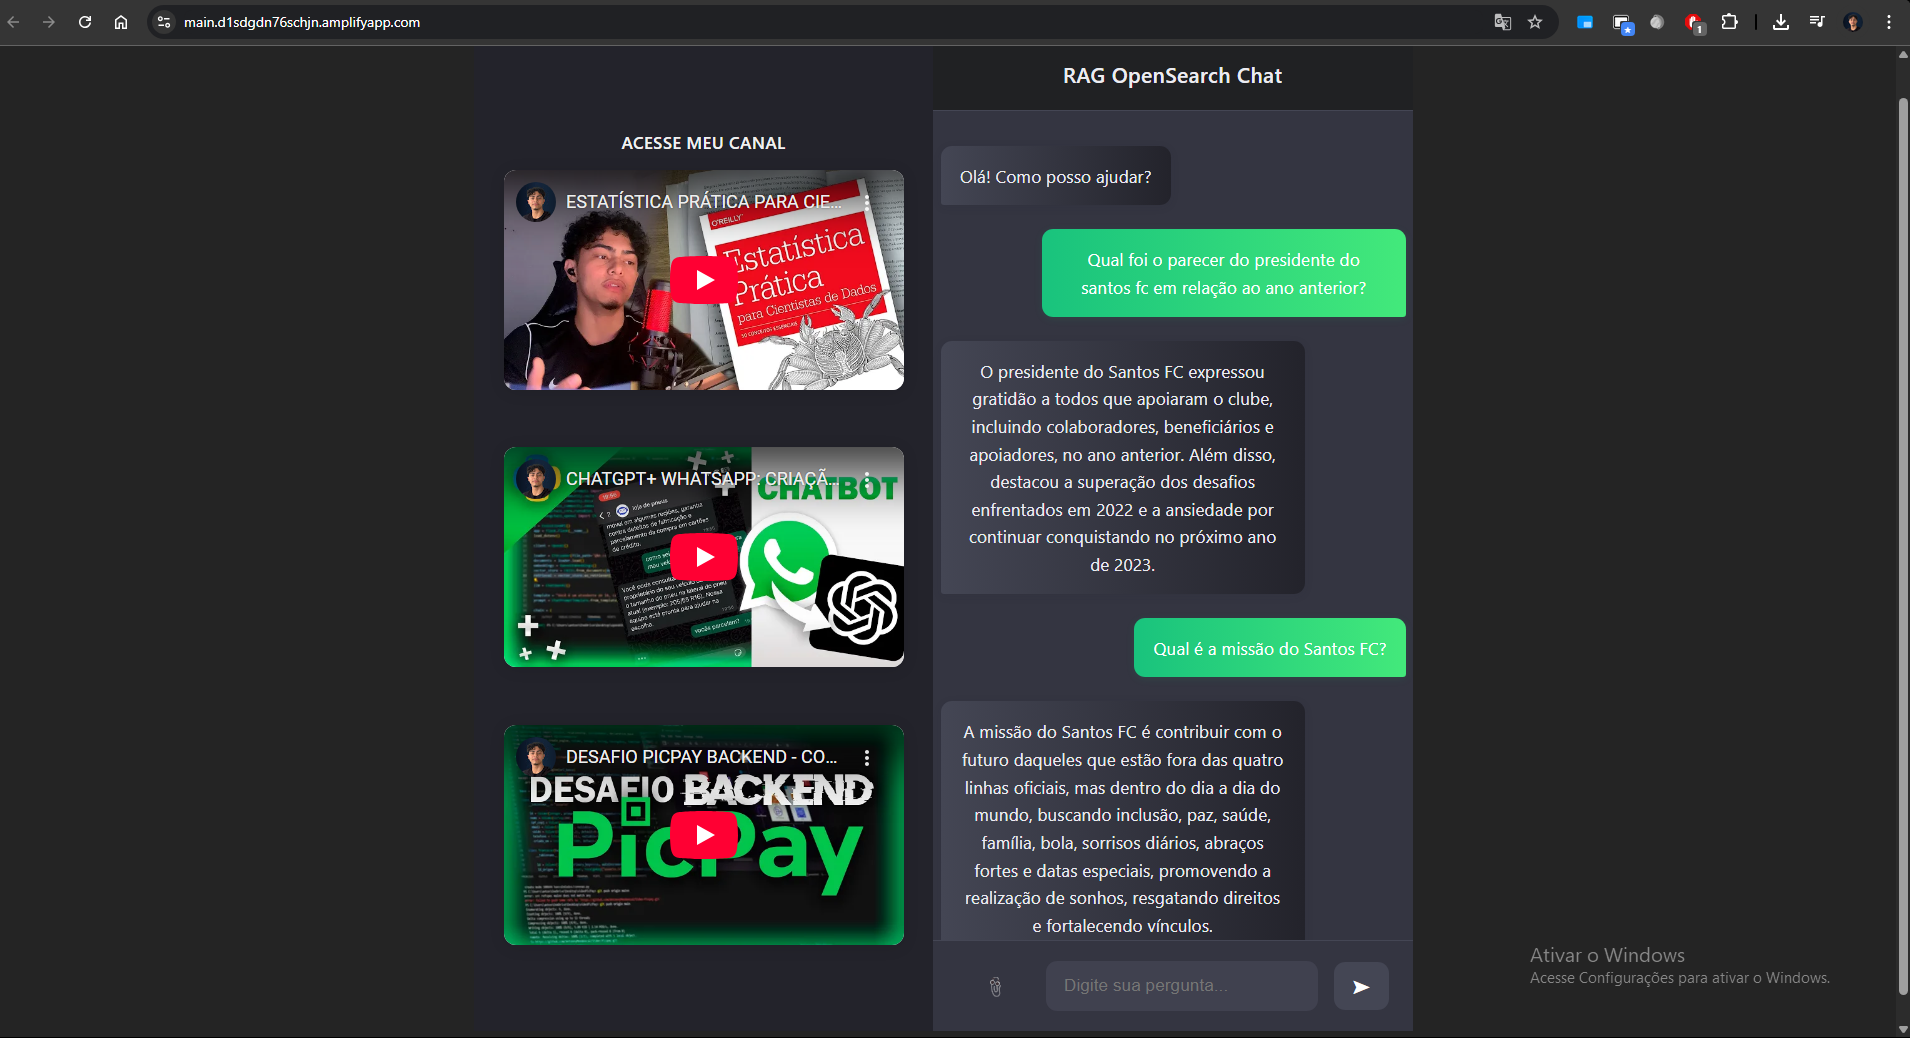 main.d1sdgdn76schjn.amplifyapp.com
1
RAG OpenSearch Chat
ACESSE MEU CANAL
ESTATÍSTICA PRÁTICA PARA CIE...
O'REILLY
Estatística
Prática
para Cientistas de Dados
50 CONCEITOS ESSENCIAIS
CHATGPT+ WHATSAPP: CRIAÇÃ...
CHATBOT
loja de pneus
DESAFIO PICPAY BACKEND - CO...
DESAFIO BACKEND
PicPay
Olá! Como posso ajudar?
Qual foi o parecer do presidente do
santos fc em relação ao ano anterior?
O presidente do Santos FC expressou
gratidão a todos que apoiaram o clube,
incluindo colaboradores, beneficiários e
apoiadores, no ano anterior. Além disso,
destacou a superação dos desafios
enfrentados em 2022 e a ansiedade por
continuar conquistando no próximo ano
de 2023.
Qual é a missão do Santos FC?
A missão do Santos FC é contribuir com o
futuro daqueles que estão fora das quatro
linhas oficiais, mas dentro do dia a dia do
mundo, buscando inclusão, paz, saúde,
família, bola, sorrisos diários, abraços
fortes e datas especiais, promovendo a
realização de sonhos, resgatando direitos
e fortalecendo vínculos.
Digite sua pergunta...
Ativar o Windows
Acesse Configurações para ativar o Windows.